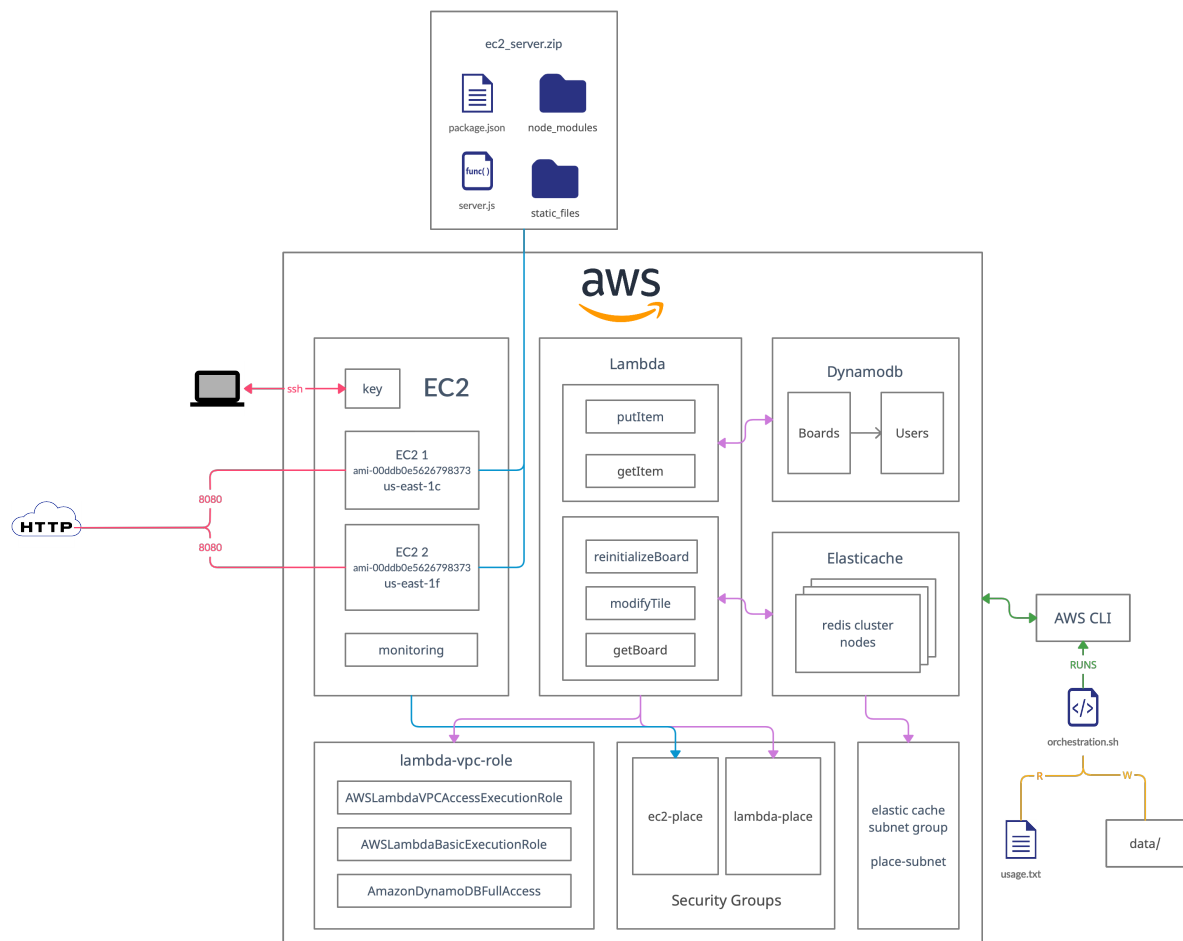 ec2_server.zip
package.json
node_modules
func( )
server.js
static_files
aws
ssh
key
EC2
EC2 1
ami-00ddb0e5626798373
us-east-1c
8080
HTTP
8080
EC2 2
ami-00ddb0e5626798373
us-east-1f
monitoring
Lambda
putItem
getItem
reinitializeBoard
modifyTile
getBoard
Dynamodb
Boards
Users
Elasticache
redis cluster
nodes
AWS CLI
RUNS
</>
orchestration.sh
R
W
usage.txt
data/
lambda-vpc-role
AWSLambdaVPCAccessExecutionRole
AWSLambdaBasicExecutionRole
AmazonDynamoDBFullAccess
ec2-place
lambda-place
Security Groups
elastic cache
subnet group
place-subnet